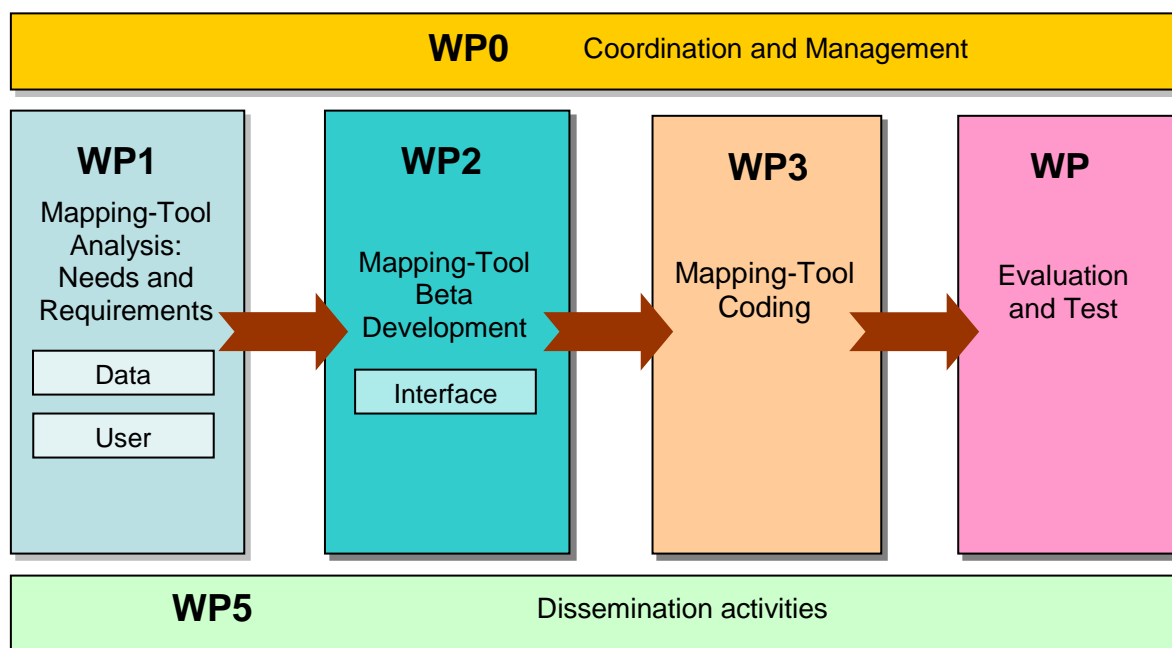 WP0 Coordination and Management
WP1
Mapping-Tool
Analysis:
Needs and
Requirements
Data
User
WP2
Mapping-Tool
Beta
Development
Interface
WP3
Mapping-Tool
Coding
WP
Evaluation
and Test
WP5 Dissemination activities